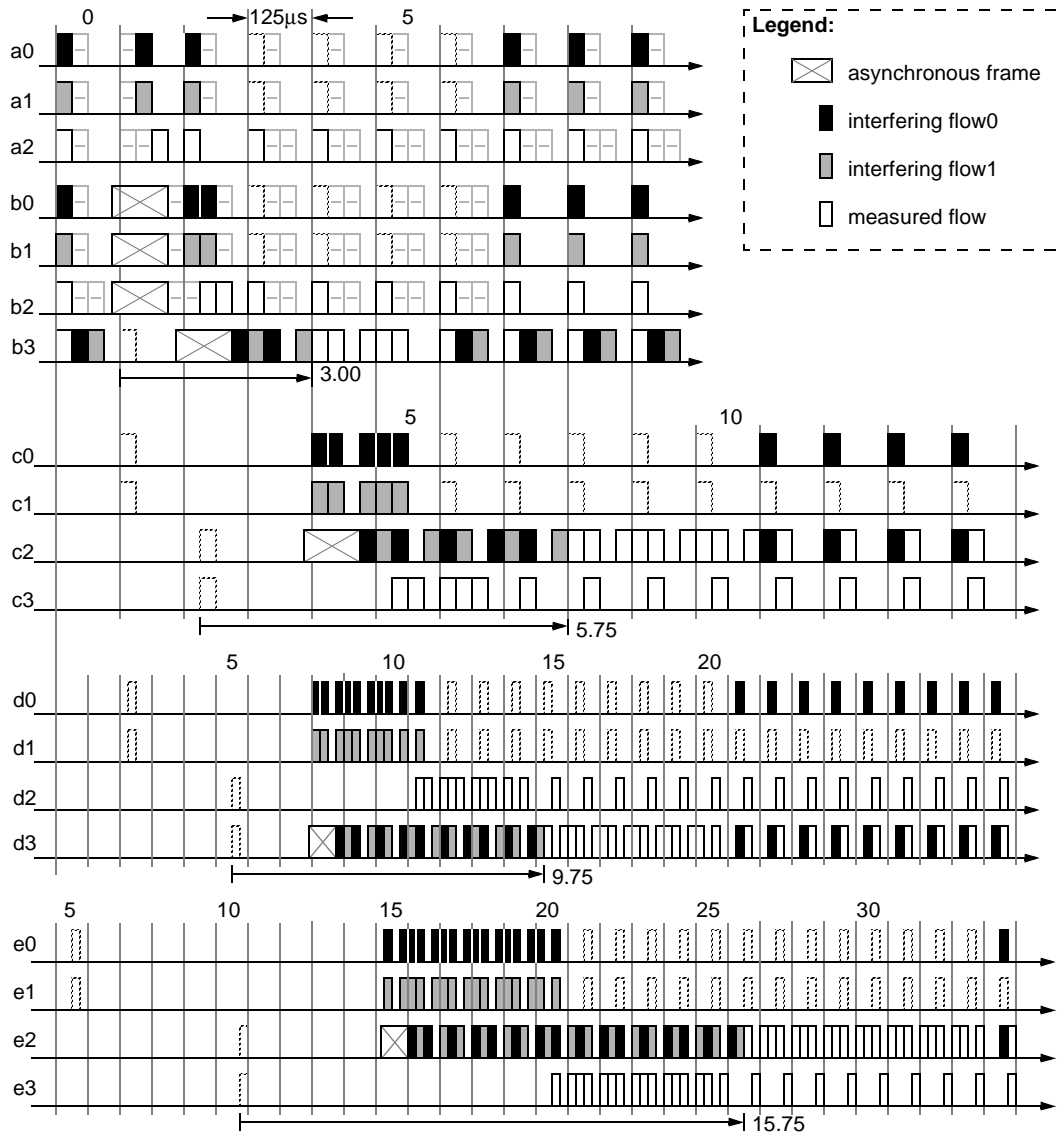 0 125µs 5
Legend:
a0
asynchronous frame
a1
interfering flow0
a2
interfering flow1
b0
measured flow
b1
b2
b3
3.00
5 10
c0
c1
c2
c3
5.75
5 10 15 20
d0
d1
d2
d3
9.75
5 10 15 20 25 30
e0
e1
e2
e3
15.75